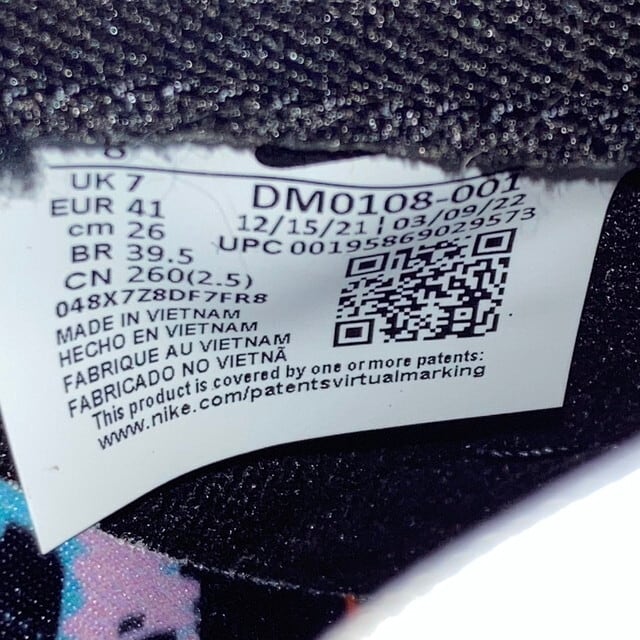 8
UK 7
EUR 41
cm 26
BR 39.5
CN 260(2.5)
DM0108-001
12/15/21 | 03/09/22
UPC 00195869029573
048X7Z8DF7FR8
MADE IN VIETNAM
HECHO EN VIETNAM
FABRIQUE AU VIETNAM
FABRICADO NO VIETNÃ
This product is covered by one or more patents:
www.nike.com/patentsvirtualmarking